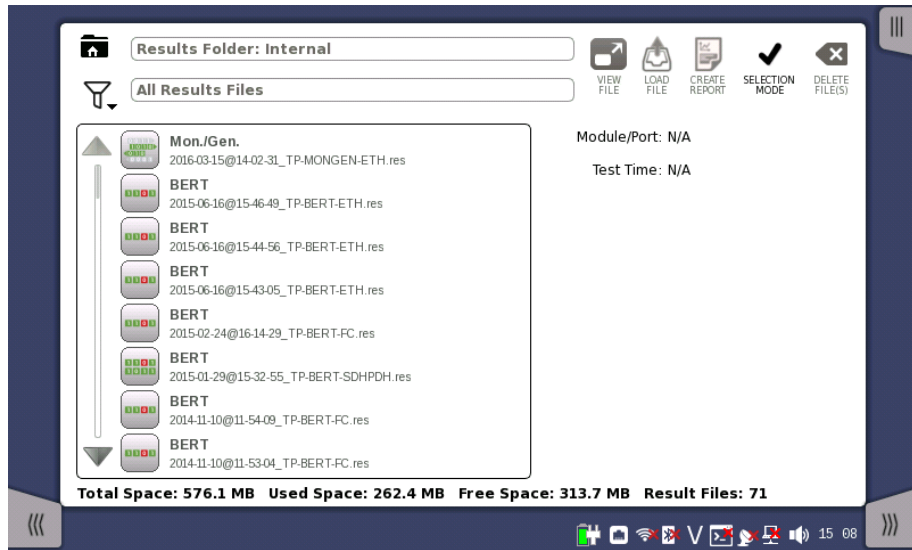 Results Folder: Internal
All Results Files
VIEW FILE
LOAD FILE
CREATE REPORT
SELECTION MODE
DELETE FILE(S)
Mon./Gen.
2016-03-15@14-02-31_TP-MONGEN-ETH.res
BERT
2015-06-16@15-46-49_TP-BERT-ETH.res
BERT
2015-06-16@15-44-56_TP-BERT-ETH.res
BERT
2015-06-16@15-43-05_TP-BERT-ETH.res
BERT
2015-02-24@16-14-29_TP-BERT-FC.res
BERT
2015-01-29@15-32-55_TP-BERT-SDHPDH.res
BERT
2014-11-10@11-54-09_TP-BERT-FC.res
BERT
2014-11-10@11-53-04_TP-BERT-FC.res
Module/Port: N/A
Test Time: N/A
Total Space: 576.1 MB Used Space: 262.4 MB Free Space: 313.7 MB Result Files: 71
V
15 08